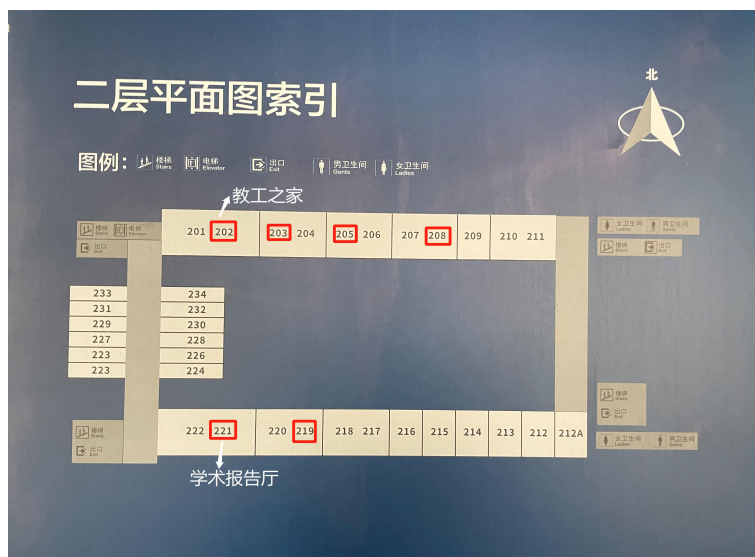 北
二层平面图索引
图例： 楼梯 Stairs 电梯 Elevator 出口 Exit 男卫生间 Gents 女卫生间 Ladies
教工之家
楼梯 Stairs 电梯 Elevator
出口 Exit
201 202 203 204 205 206 207 208 209 210 211
女卫生间 Ladies 男卫生间 Gents
楼梯 Stairs 出口 Exit
233 234
231 232
229 230
227 228
223 226
223 224
楼梯 Stairs
出口 Exit
楼梯 Stairs
出口 Exit
222 221 220 219 218 217 216 215 214 213 212 212A
女卫生间 Ladies 男卫生间 Gents
学术报告厅